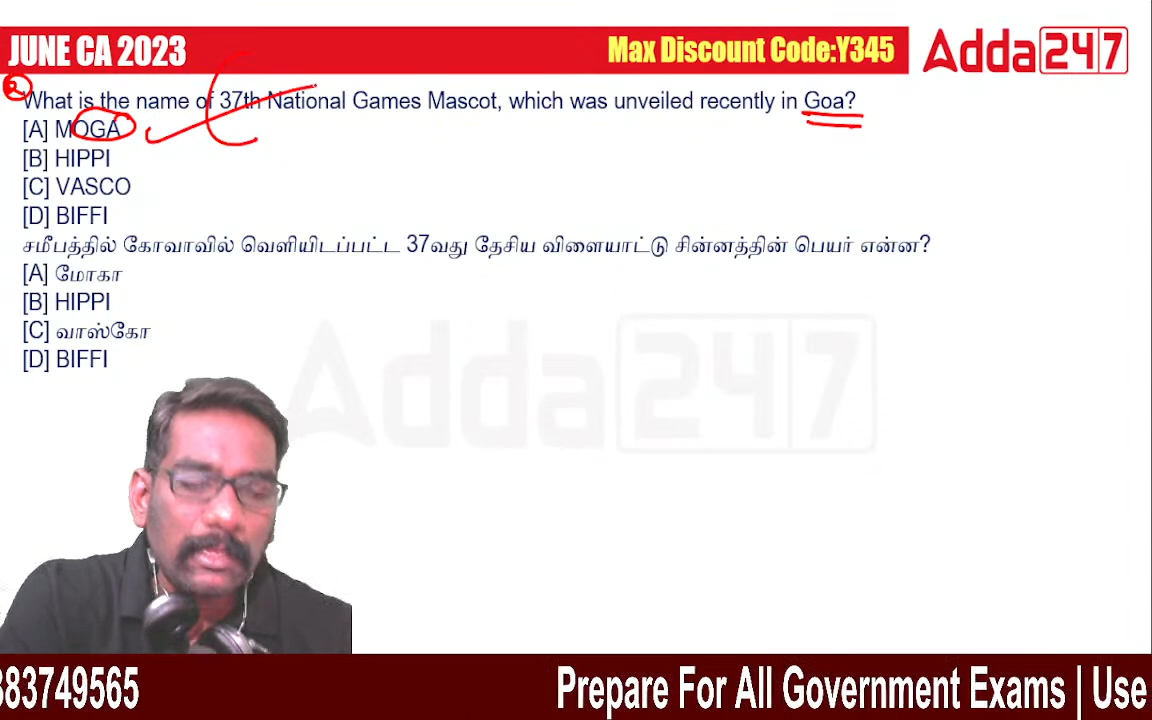 JUNE CA 2023
Max Discount Code:Y345
Adda247
What is the name of 37th National Games Mascot, which was unveiled recently in Goa?
[A] MOGA
[B] HIPPI
[C] VASCO
[D] BIFFI
சமீபத்தில் கோவாவில் வெளியிடப்பட்ட 37வது தேசிய விளையாட்டு சின்னத்தின் பெயர் என்ன?
[A] மோகா
[B] HIPPI
[C] வாஸ்கோ
[D] BIFFI
Adda247
383749565
Prepare For All Government Exams | Use